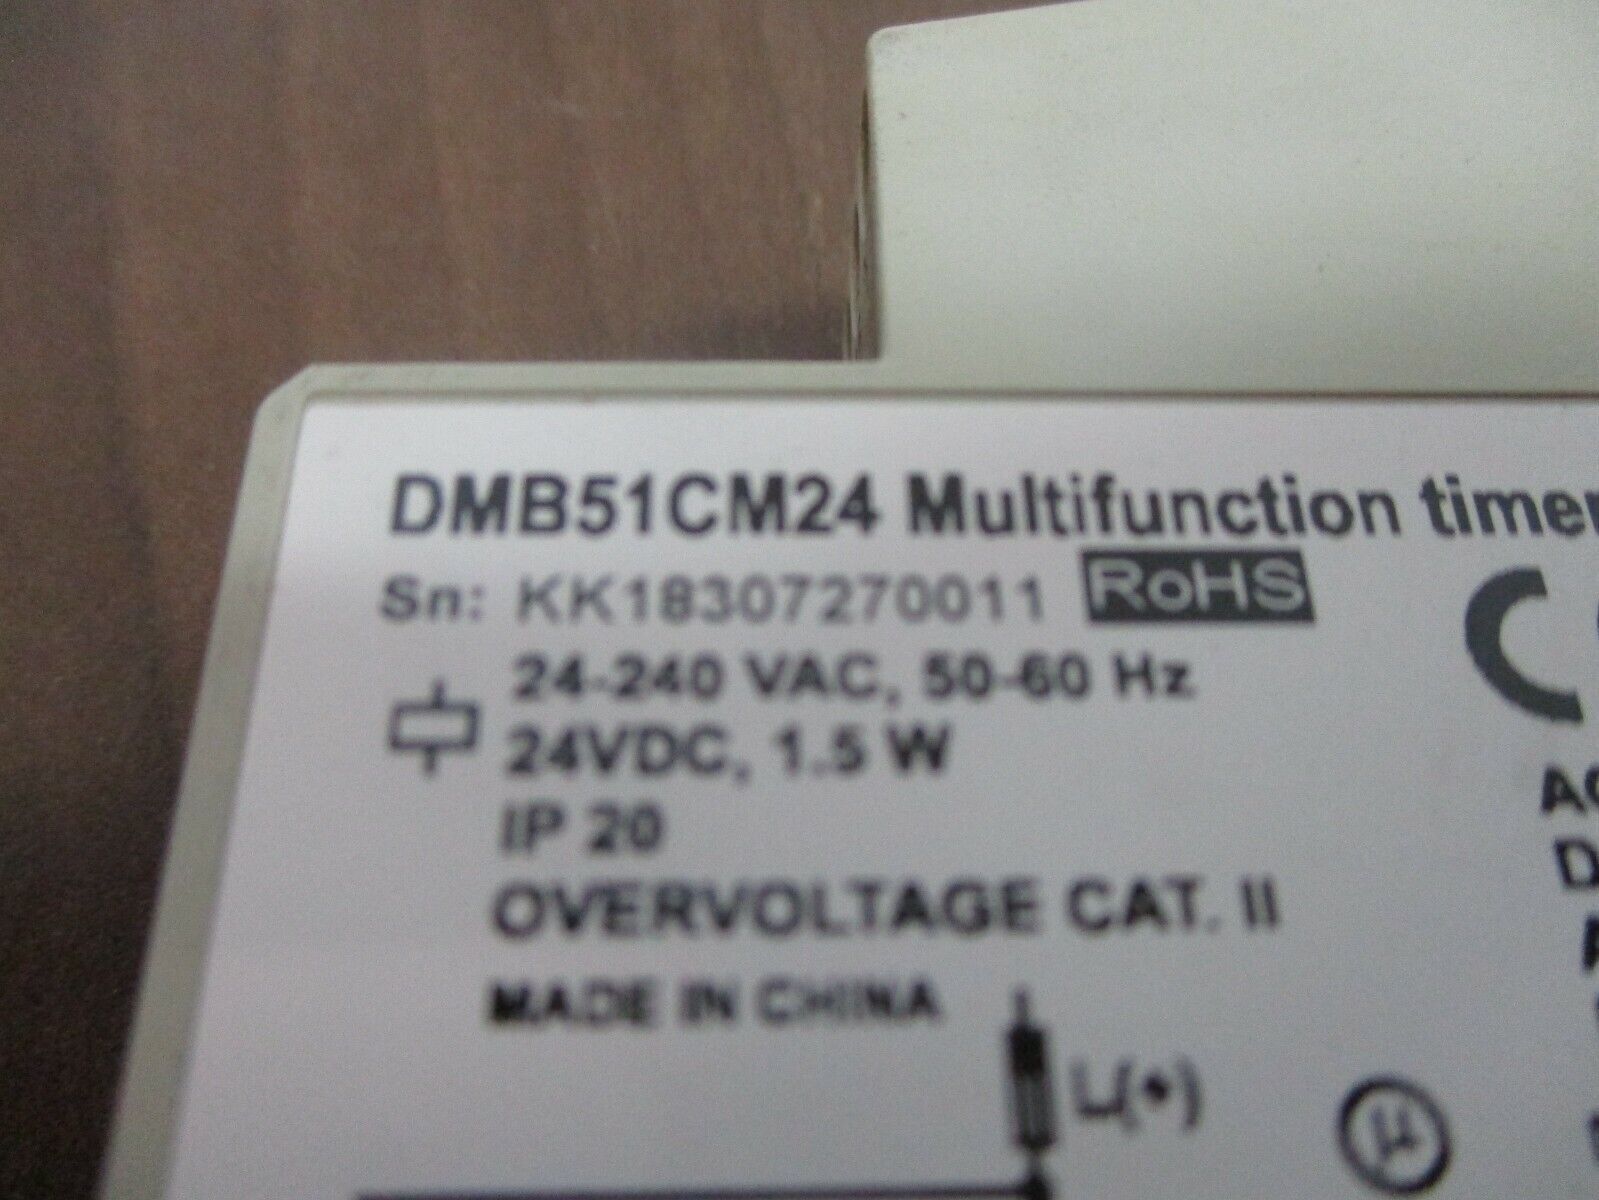 DMB51CM24 Multifunction timer
Sn: KK18307270011 RoHS
24-240 VAC, 50-60 Hz
24VDC, 1.5 W
IP 20
OVERVOLTAGE CAT. II
MADE IN CHINA
L(+)